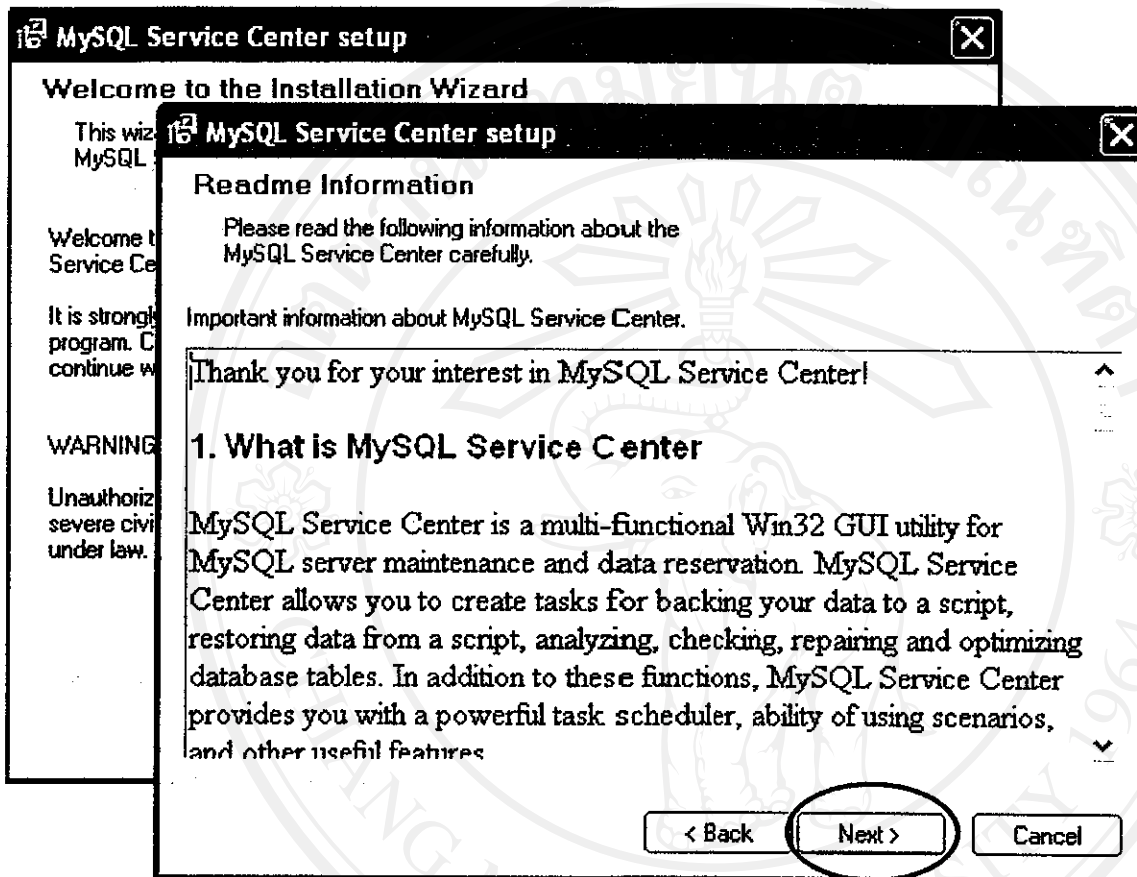 MySQL Service Center setup
Welcome to the Installation Wizard
This wiz
MySQL
Welcome t
Service Ce
It is strongl
program. C
continue w
WARNING
Unauthoriz
severe civi
under law.
MySQL Service Center setup
Readme Information
Please read the following information about the
MySQL Service Center carefully.
Important information about MySQL Service Center.
Thank you for your interest in MySQL Service Center!
1. What is MySQL Service Center
MySQL Service Center is a multi-functional Win32 GUI utility for
MySQL server maintenance and data reservation. MySQL Service
Center allows you to create tasks for backing your data to a script,
restoring data from a script, analyzing, checking, repairing and optimizing
database tables. In addition to these functions, MySQL Service Center
provides you with a powerful task scheduler, ability of using scenarios,
and other useful features
< Back
Next >
Cancel
1964